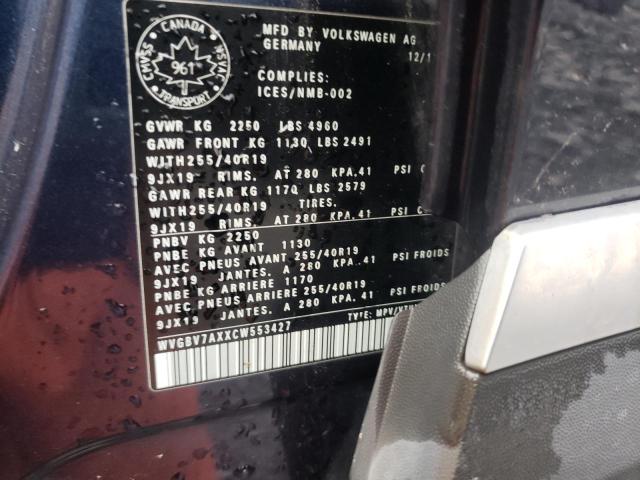 CANADA
CMVSS
NSVAC
961
TRANSPORT
MFD BY VOLKSWAGEN AG
GERMANY
12/1
COMPLIES:
ICES/NMB-002
GVWR KG 2250 LBS 4960
GAWR FRONT KG 1130 LBS 2491
WITH255/40R19
9JX19 RIMS. AT 280 KPA,41 PSI C
GAWR REAR KG 1170 LBS 2579
WITH255/40R19 TIRES.
9JX19 RIMS. AT 280 KPA,41 PSI C
PNBV KG 2250
PNBE KG AVANT 1130
AVEC PNEUS AVANT 255/40R19
9JX19 JANTES. A 280 KPA.41 PSI FROIDS
PNBE KG ARRIERE 1170
AVEC PNEUS ARRIERE 255/40R19
9JX19 JANTES. A 280 KPA.41 PSI FROIDS
WVGBV7AXXCW553427 TYPE: MPV/